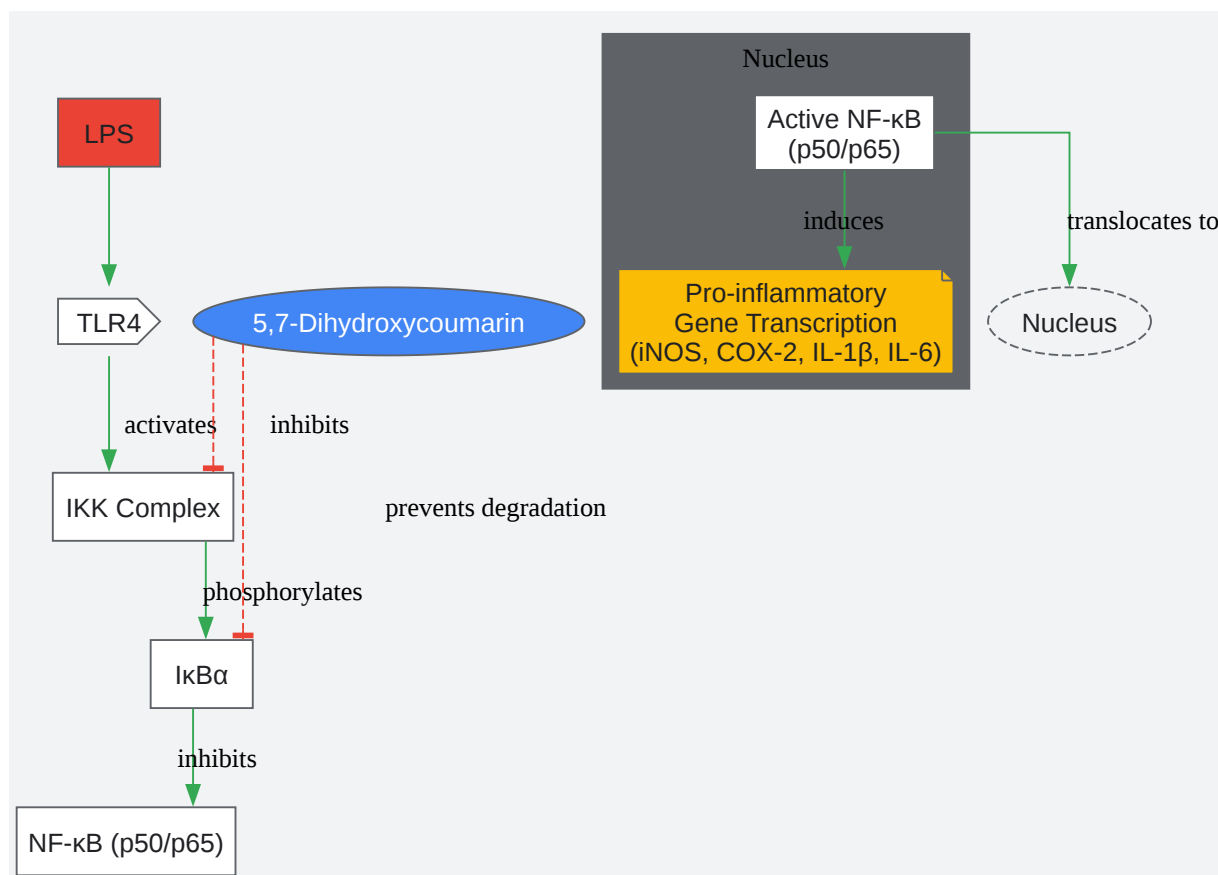 Nucleus
LPS
Active NF-κB
(p50/p65)
induces
translocates to
TLR4
5,7-Dihydroxycoumarin
Pro-inflammatory
Gene Transcription
(iNOS, COX-2, IL-1β, IL-6)
Nucleus
activates
inhibits
IKK Complex
prevents degradation
phosphorylates
IκBα
inhibits
NF-κB (p50/p65)